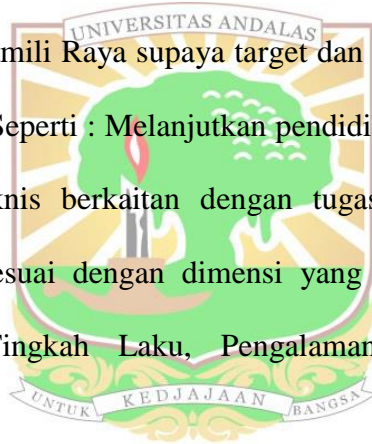 UNIVERSITAS ANDALAS
mili Raya supaya target dan
Seperti : Melanjutkan pendidi
knis berkaitan dengan tugas
esuai dengan dimensi yang
Tingkah Laku, Pengalaman
UNTUK KEDJAJAAN BANGSA